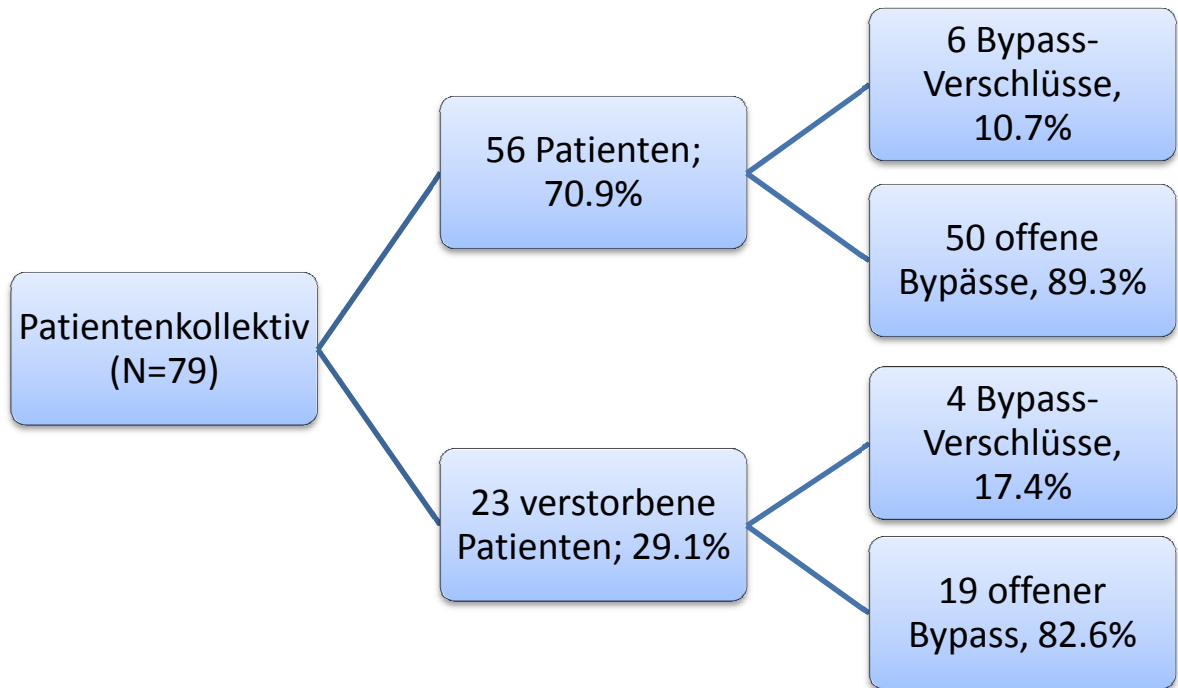 Patientenkollektiv
(N=79)
56 Patienten;
70.9%
6 Bypass-
Verschlüsse,
10.7%
50 offene
Bypässe, 89.3%
23 verstorbene
Patienten; 29.1%
4 Bypass-
Verschlüsse,
17.4%
19 offener
Bypass, 82.6%